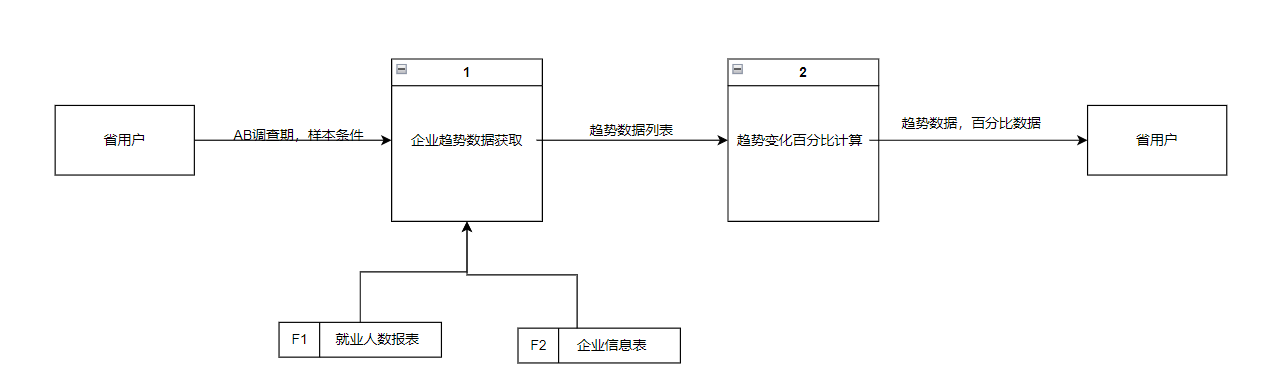 1
2
省用户
AB调查期，样本条件
企业趋势数据获取
趋势数据列表
趋势变化百分比计算
趋势数据，百分比数据
省用户
F1
就业人数报表
F2
企业信息表